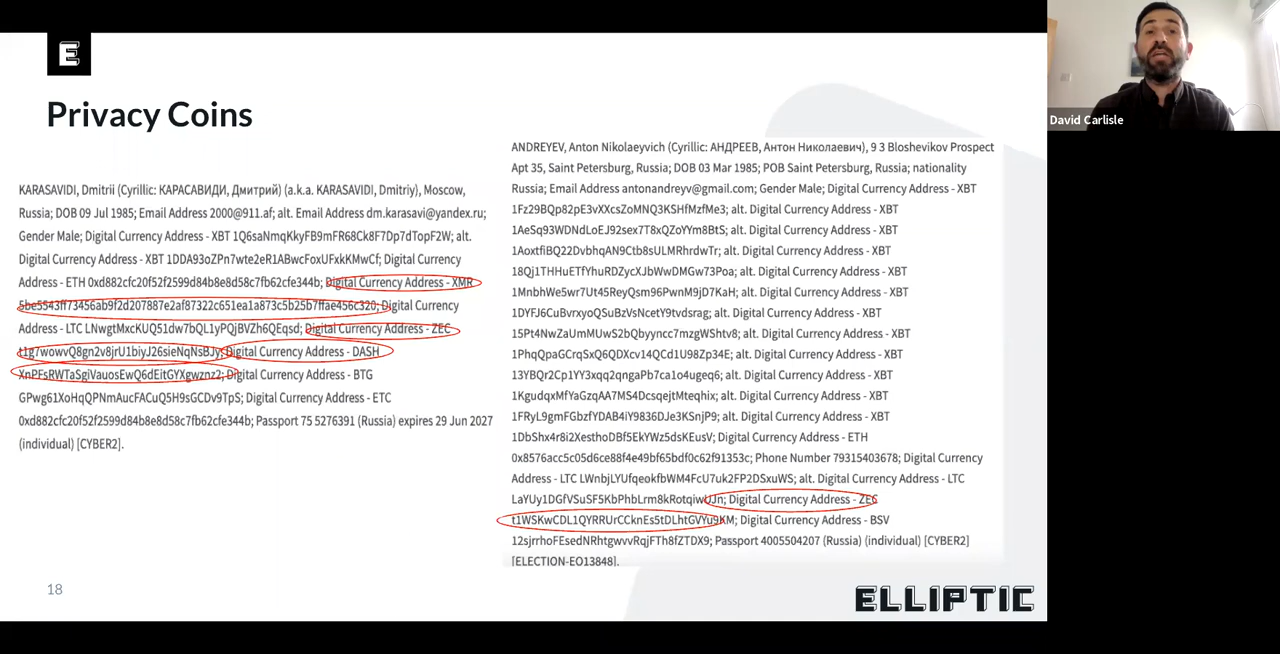 E
Privacy Coins
KARASAVIDI, Dmitrii (Cyrillic: КАРАСАВИДИ, Дмитрий) (a.k.a. KARASAVIDI, Dmitriy), Moscow,
Russia; DOB 09 Jul 1985; Email Address 2000@911.af; alt. Email Address dm.karasavi@yandex.ru;
Gender Male; Digital Currency Address - XBT 1Q6saNmqKkyFB9mFR68Ck8F7Dp7dTopF2W; alt.
Digital Currency Address - XBT 1DDA93oZPn7wte2eR1ABwcFoxUFxkKMwCf; Digital Currency
Address - ETH 0xd882cfc20f52f2599d84b8e8d58c7fb62cfe344b; Digital Currency Address - XMR
5be5543ff73456ab9f2d207887e2af87322c651ea1a873c5b25b7ffae456c320; Digital Currency
Address - LTC LNwgtMxcKUQ51dw7bQL1yPQjBVZh6QEqsd; Digital Currency Address - ZEC
t1g7wowvQ8gn2v8jrU1biyJ26sieNqNsBJy; Digital Currency Address - DASH
XnPFsRWTaSgiVauosEwQ6dEitGYXgwznz2; Digital Currency Address - BTG
GPwg61XoHqQPNmAucFACuQ5H9sGCDv9TpS; Digital Currency Address - ETC
0xd882cfc20f52f2599d84b8e8d58c7fb62cfe344b; Passport 75 5276391 (Russia) expires 29 Jun 2027
(individual) [CYBER2].
ANDREYEV, Anton Nikolaeyvich (Cyrillic: АНДРЕЕВ, Антон Николаевич), 9 3 Bloshevikov Prospect
Apt 35, Saint Petersburg, Russia; DOB 03 Mar 1985; POB Saint Petersburg, Russia; nationality
Russia; Email Address antonandreyv@gmail.com; Gender Male; Digital Currency Address - XBT
1Fz29BQp82pE3vXXcsZoMNQ3KSHfMzfMe3; alt. Digital Currency Address - XBT
1AeSq93WDNdLoEJ92sex7T8xQZoYYm8BtS; alt. Digital Currency Address - XBT
1AoxtfiBQ22DvbhqAN9Ctb8sULMRhrdwTr; alt. Digital Currency Address - XBT
18Qj1THHuETfYhuRDZycXJbWwDMGw73Poa; alt. Digital Currency Address - XBT
1MnbhWe5wr7Ut45ReyQsm96PwnM9jD7KaH; alt. Digital Currency Address - XBT
1DYFJ6CuBvrxyoQSuBzVsNcetY9tvdsrag; alt. Digital Currency Address - XBT
15Pt4NwZaUmMUwS2bQbyyncc7mzgWShtv8; alt. Digital Currency Address - XBT
1PhqQpaGCrqSxQ6QDXcv14QCd1U98Zp34E; alt. Digital Currency Address - XBT
13YBQr2Cp1YY3xqq2qngaPb7ca1o4ugeq6; alt. Digital Currency Address - XBT
1KgudqxMfYaGzqAA7MS4DcsqejtMteqhix; alt. Digital Currency Address - XBT
1FRyL9gmFGbzfYDAB4iY9836DJe3KSnjP9; alt. Digital Currency Address - XBT
1DbShx4r8i2XesthoDBf5EkYWz5dsKEusV; Digital Currency Address - ETH
0x8576acc5c05d6ce88f4e49bf65bdf0c62f91353c; Phone Number 79315403678; Digital Currency
Address - LTC LWnbjLYUfqeokfbWM4FcU7uk2FP2DSxuWS; alt. Digital Currency Address - LTC
LaYUy1DGfVSuSF5KbPhbLrm8kRotqiwUJn; Digital Currency Address - ZEC
t1WSKwCDL1QYRRUrCCknEs5tDLhtGVYu9KM; Digital Currency Address - BSV
12sjrrhoFEsedNRhtgwvvRqjFTh8fZTDX9; Passport 4005504207 (Russia) (individual) [CYBER2]
[ELECTION-EO13848].
18
ELLIPTIC
David Carlisle